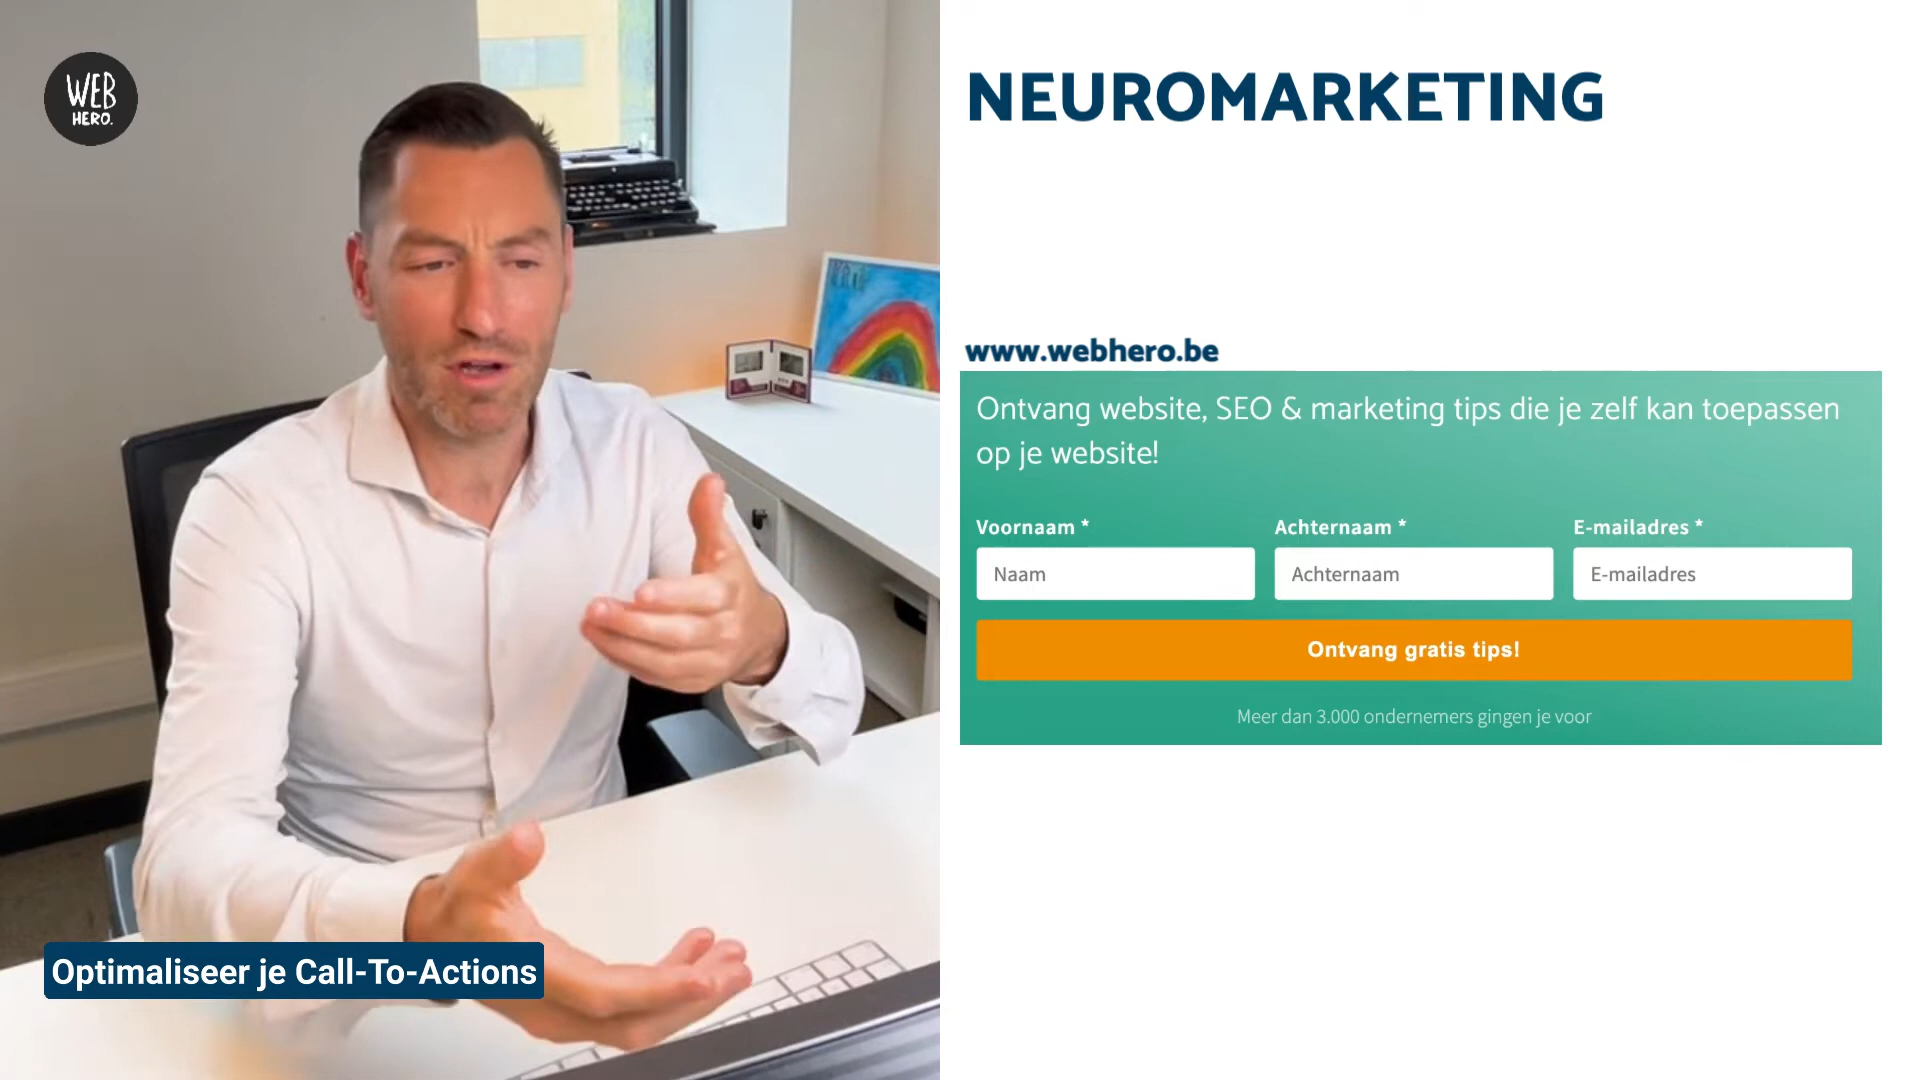 WEB
HERO.
Optimaliseer je Call-To-Actions
NEUROMARKETING
www.webhero.be
Ontvang website, SEO & marketing tips die je zelf kan toepassen
op je website!
Voornaam *
Achternaam *
E-mailadres *
Naam
Achternaam
E-mailadres
Ontvang gratis tips!
Meer dan 3.000 ondernemers gingen je voor